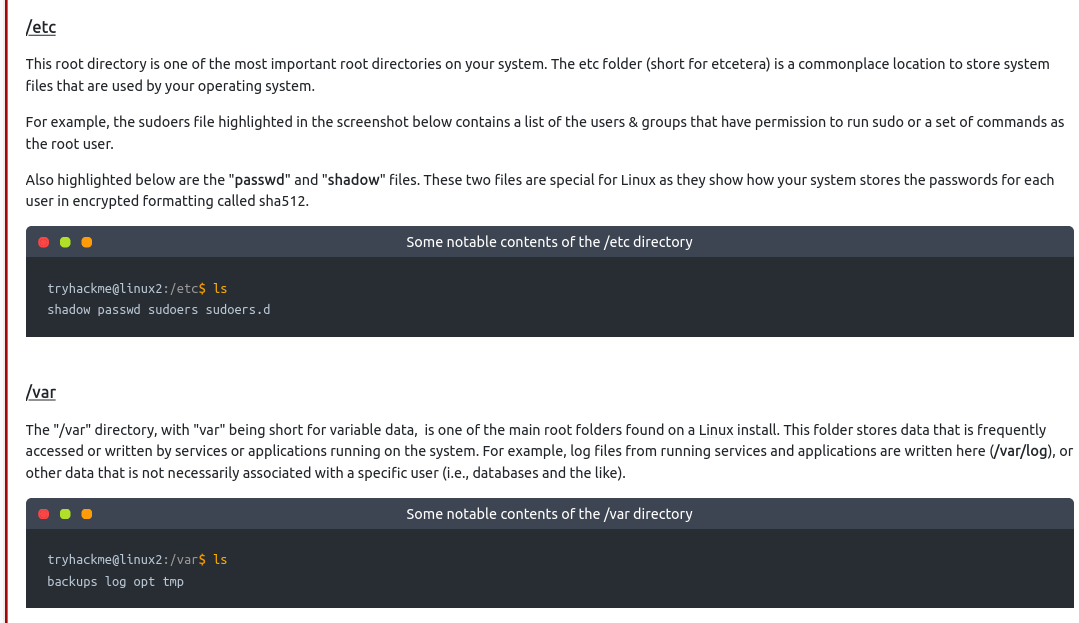 /etc
This root directory is one of the most important root directories on your system. The etc folder (short for etcetera) is a commonplace location to store system
files that are used by your operating system.
For example, the sudoers file highlighted in the screenshot below contains a list of the users & groups that have permission to run sudo or a set of commands as
the root user.
Also highlighted below are the "passwd" and "shadow" files. These two files are special for Linux as they show how your system stores the passwords for each
user in encrypted formatting called sha512.
Some notable contents of the /etc directory
tryhackme@linux2:/etc$ ls
shadow passwd sudoers sudoers.d
/var
The "/var" directory, with "var" being short for variable data,  is one of the main root folders found on a Linux install. This folder stores data that is frequently
accessed or written by services or applications running on the system. For example, log files from running services and applications are written here (/var/log), or
other data that is not necessarily associated with a specific user (i.e., databases and the like).
Some notable contents of the /var directory
tryhackme@linux2:/var$ ls
backups log opt tmp